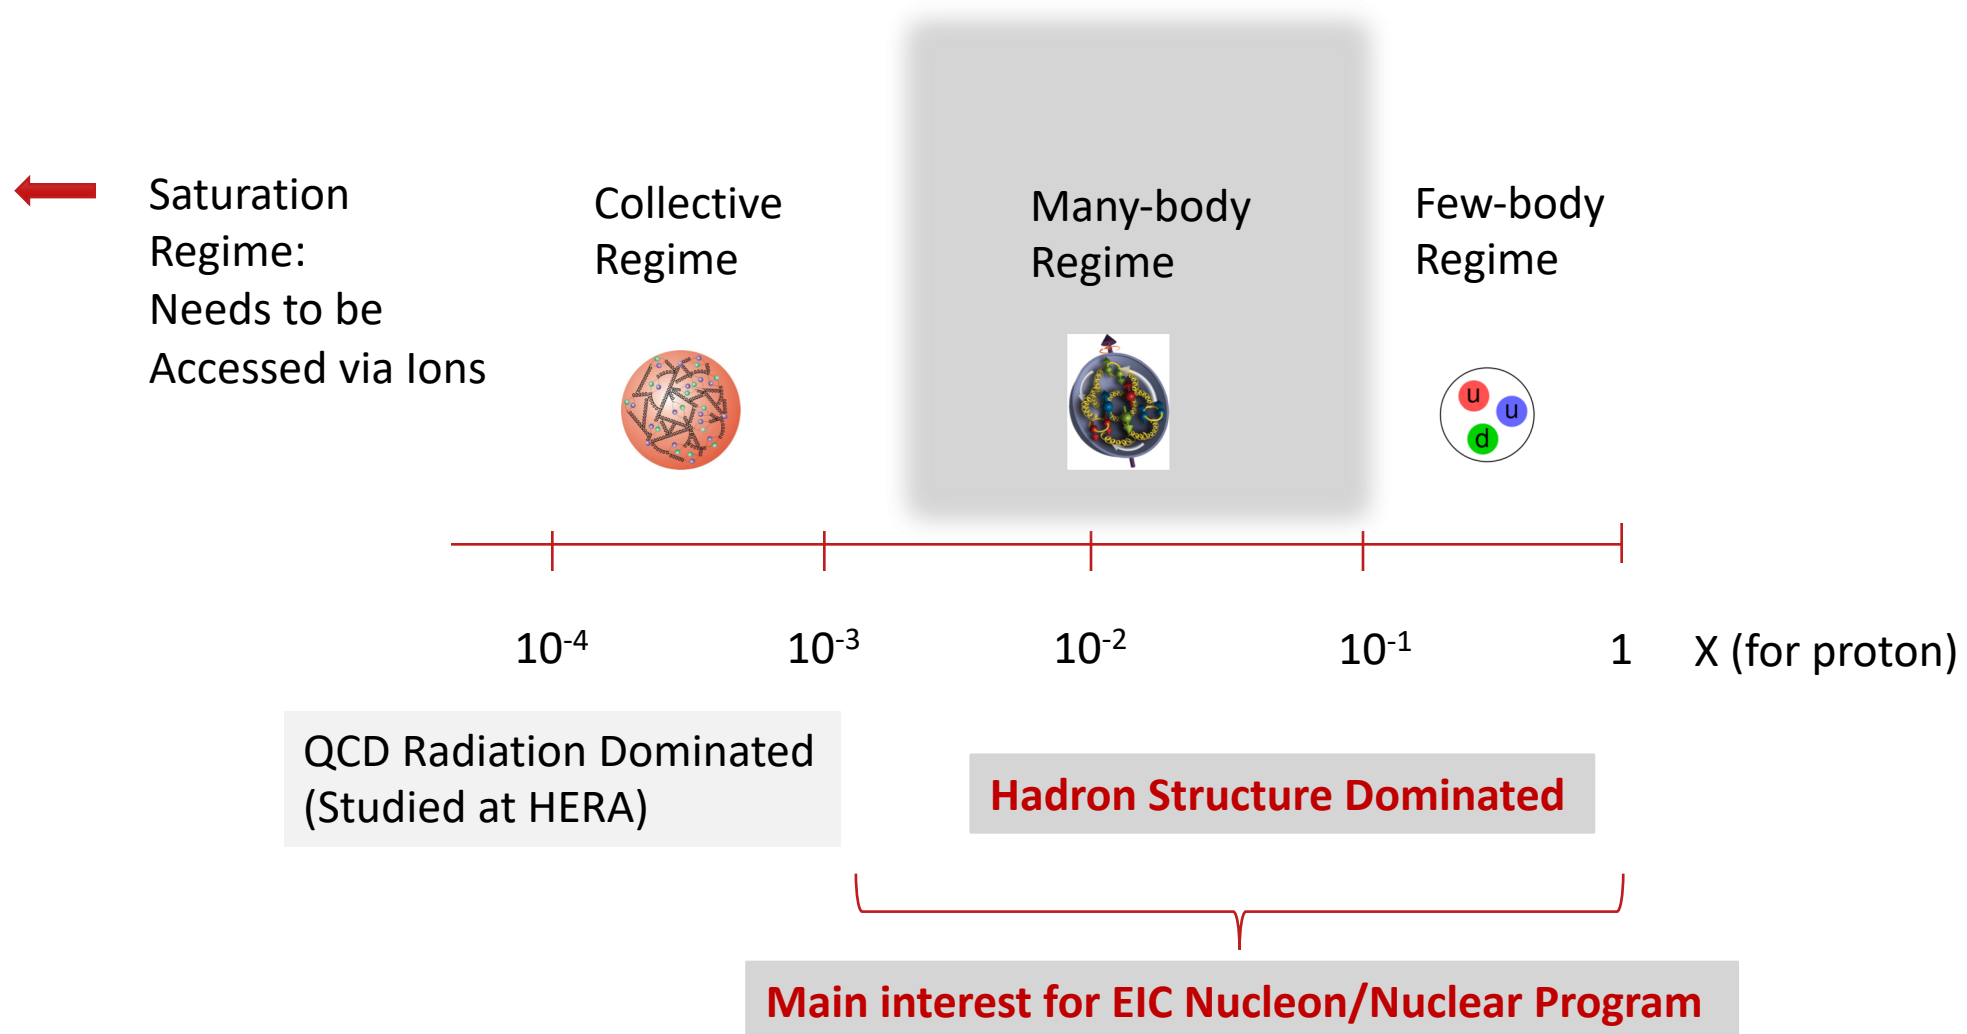 Saturation
Regime:
Needs to be
Accessed via Ions
Collective
Regime
Many-body
Regime
Few-body
Regime
u
u
d
10⁻⁴
10⁻³
10⁻²
10⁻¹
1
X (for proton)
QCD Radiation Dominated
(Studied at HERA)
Hadron Structure Dominated
Main interest for EIC Nucleon/Nuclear Program